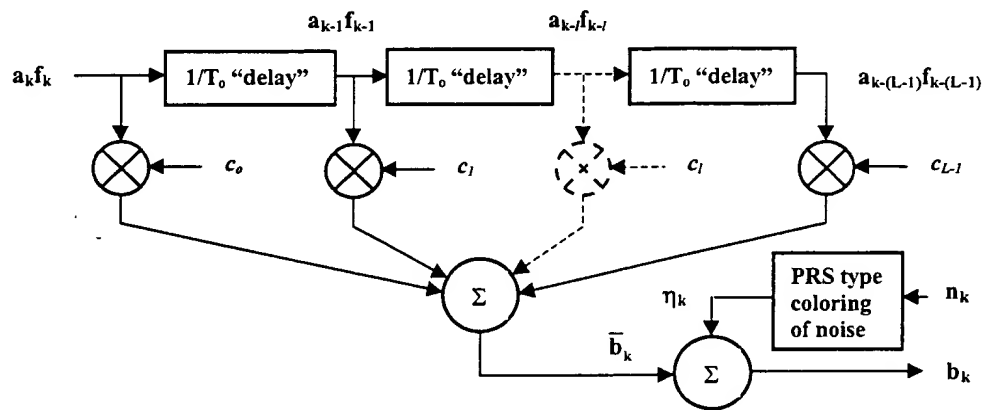 a_{k-1}f_{k-1} a_{k-l}f_{k-l}
a_kf_k 1/T_o “delay” 1/T_o “delay” 1/T_o “delay” a_{k-(L-1)}f_{k-(L-1)}
c_o c_1 c_l c_{L-1}
Σ
PRS type
coloring
of noise
η_k n_k
b̅_k Σ b_k